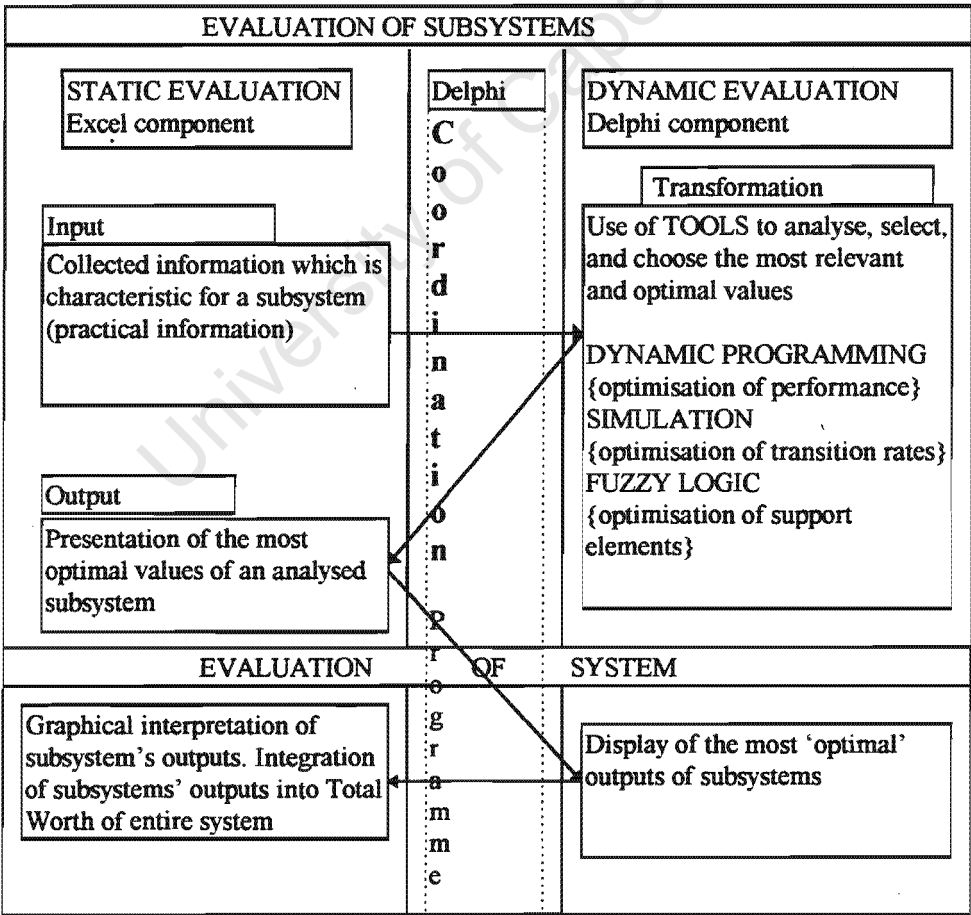 EVALUATION OF SUBSYSTEMS
STATIC EVALUATION
Excel component
Delphi
Coordination Programme
DYNAMIC EVALUATION
Delphi component
Transformation
Input
Collected information which is
characteristic for a subsystem
(practical information)
Use of TOOLS to analyse, select,
and choose the most relevant
and optimal values
DYNAMIC PROGRAMMING
{optimisation of performance}
SIMULATION
{optimisation of transition rates}
FUZZY LOGIC
{optimisation of support
elements}
Output
Presentation of the most
optimal values of an analysed
subsystem
EVALUATION OF SYSTEM
Graphical interpretation of
subsystem's outputs. Integration
of subsystems' outputs into Total
Worth of entire system
Display of the most 'optimal'
outputs of subsystems
University of Cape